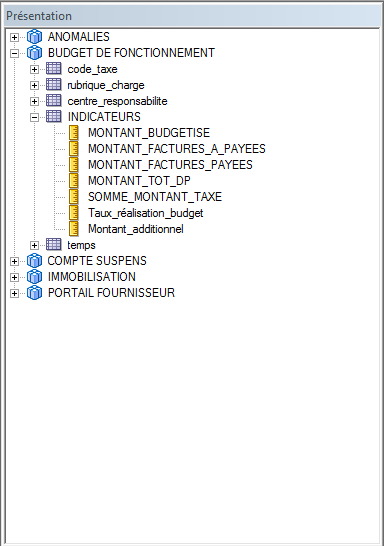 Présentation
ANOMALIES
BUDGET DE FONCTIONNEMENT
code_taxe
rubrique_charge
centre_responsabilite
INDICATEURS
MONTANT_BUDGETISE
MONTANT_FACTURES_A_PAYEES
MONTANT_FACTURES_PAYEES
MONTANT_TOT_DP
SOMME_MONTANT_TAXE
Taux_réalisation_budget
Montant_additionnel
temps
COMPTE SUSPENS
IMMOBILISATION
PORTAIL FOURNISSEUR